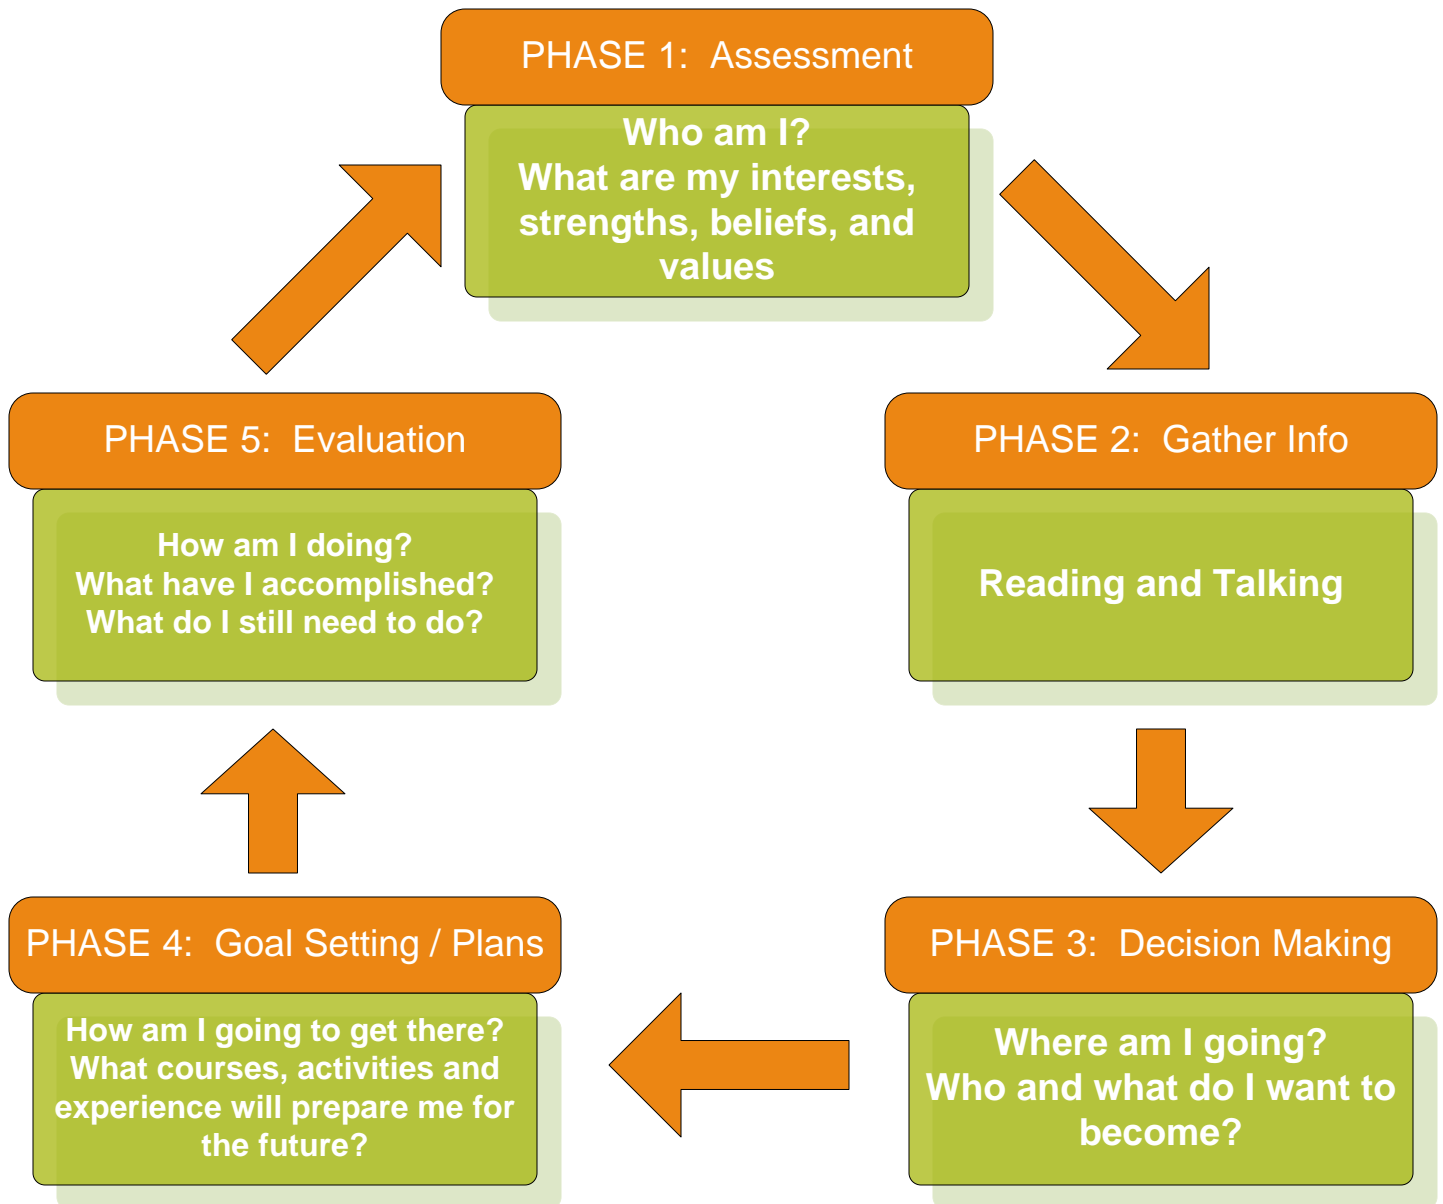 PHASE 1: Assessment
Who am I?
What are my interests,
strengths, beliefs, and
values
PHASE 2: Gather Info
Reading and Talking
PHASE 3: Decision Making
Where am I going?
Who and what do I want to
become?
PHASE 4: Goal Setting / Plans
How am I going to get there?
What courses, activities and
experience will prepare me for
the future?
PHASE 5: Evaluation
How am I doing?
What have I accomplished?
What do I still need to do?